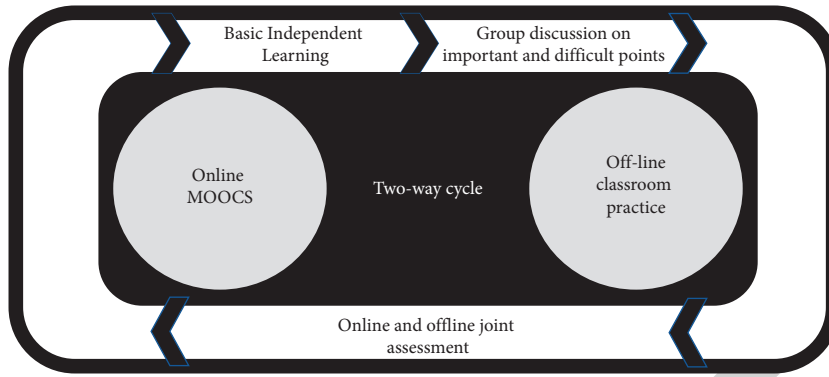 Basic Independent
Learning
Group discussion on
important and difficult points
Online
MOOCS
Two-way cycle
Off-line
classroom
practice
Online and offline joint
assessment